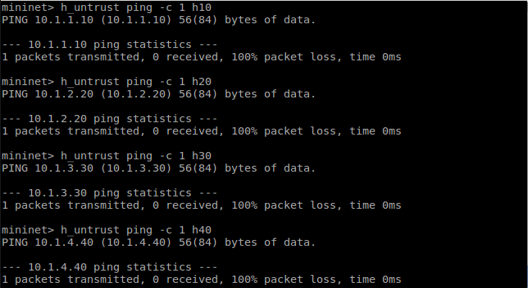 mininet> h_untrust ping -c 1 h10
PING 10.1.1.10 (10.1.1.10) 56(84) bytes of data.
--- 10.1.1.10 ping statistics ---
1 packets transmitted, 0 received, 100% packet loss, time 0ms
mininet> h_untrust ping -c 1 h20
PING 10.1.2.20 (10.1.2.20) 56(84) bytes of data.
--- 10.1.2.20 ping statistics ---
1 packets transmitted, 0 received, 100% packet loss, time 0ms
mininet> h_untrust ping -c 1 h30
PING 10.1.3.30 (10.1.3.30) 56(84) bytes of data.
--- 10.1.3.30 ping statistics ---
1 packets transmitted, 0 received, 100% packet loss, time 0ms
mininet> h_untrust ping -c 1 h40
PING 10.1.4.40 (10.1.4.40) 56(84) bytes of data.
--- 10.1.4.40 ping statistics ---
1 packets transmitted, 0 received, 100% packet loss, time 0ms